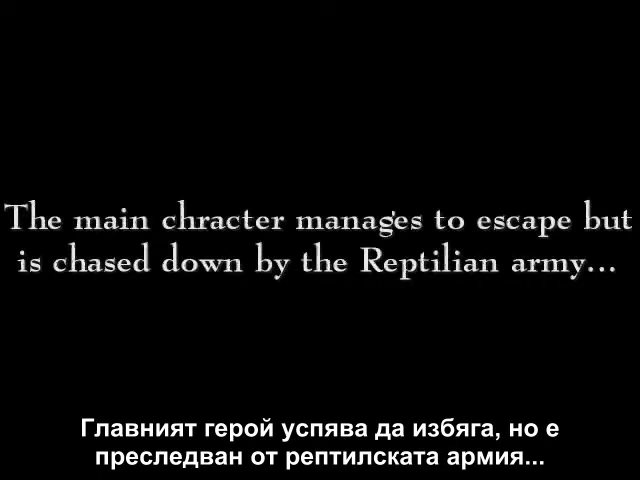 The main chracter manages to escape but
is chased down by the Reptilian army...
Главният герой успява да избяга, но е
преследван от рептилската армия...